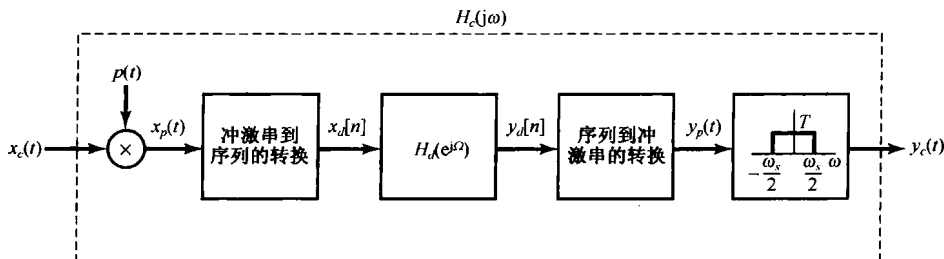 H_c(jω)
p(t)
x_c(t)
×
x_p(t)
冲激串到
序列的转换
x_d[n]
H_d(e^{jΩ})
y_d[n]
序列到冲
激串的转换
y_p(t)
T
-ω_s/2
ω_s/2
ω
y_c(t)